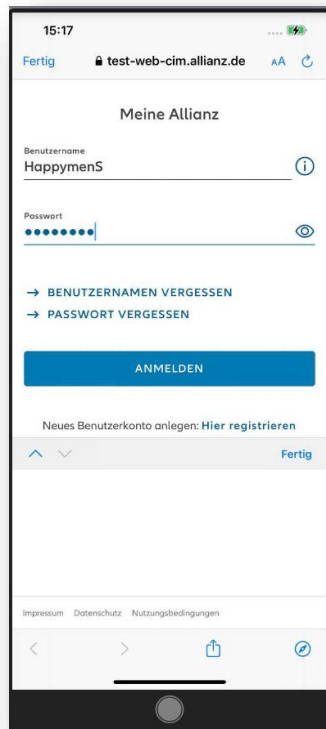 15:17
Fertig test-web-cim.allianz.de AA
Meine Allianz
Benutzername
HappymenS
Passwort
••••••••
→ BENUTZERNAMEN VERGESSEN
→ PASSWORT VERGESSEN
ANMELDEN
Neues Benutzerkonto anlegen: Hier registrieren
Fertig
Impressum Datenschutz Nutzungsbedingungen